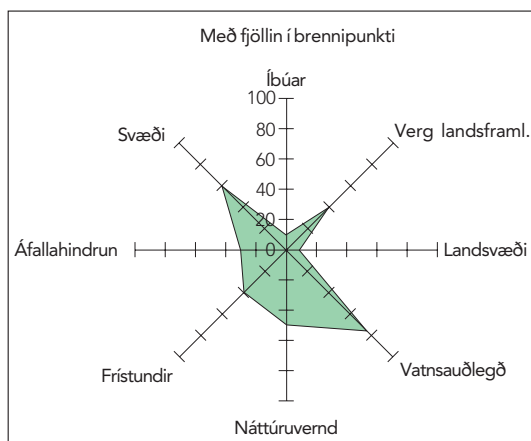 Með fjöllin í brennipunkti
Íbúar
100
80
60
40
20
0
Svæði
Verg landsframl.
Áfallahindrun
Landsvæði
Frístundir
Vatnsauðlegð
Náttúruvernd